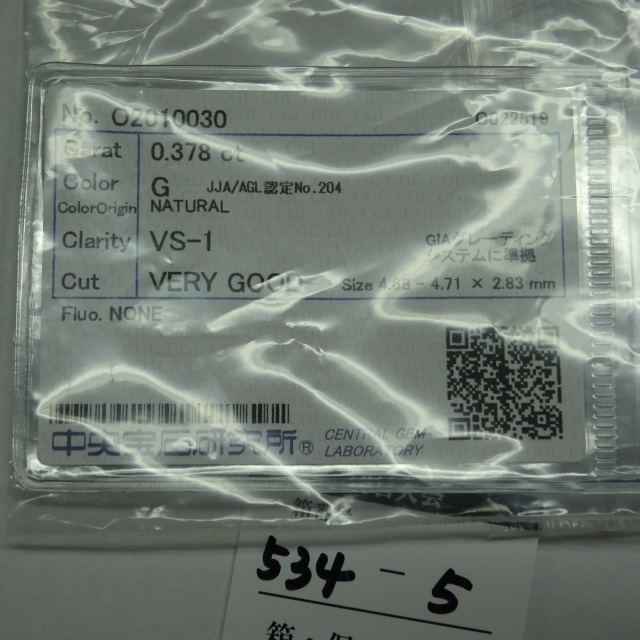 No. O2010030
Carat 0.378 ct
Color G JJA/AGL認定No.204
ColorOrigin NATURAL
Clarity VS-1 GIAグレーディング
システムに準拠
Cut VERY GOOD Size 4.68 - 4.71 × 2.83 mm
Fluo. NONE
中央宝石研究所® CENTRAL GEM
LABORATORY
534-5